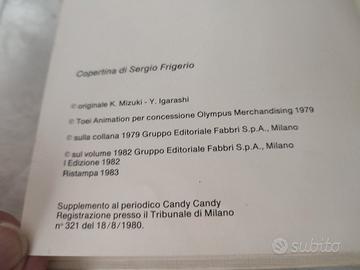 Copertina di Sergio Frigerio
© originale K. Mizuki - Y. Igarashi
© Toei Animation per concessione Olympus Merchandising 1979
© sulla collana 1979 Gruppo Editoriale Fabbri S.p.A., Milano
© sul volume 1982 Gruppo Editoriale Fabbri S.p.A., Milano
I Edizione 1982
Ristampa 1983
Supplemento al periodico Candy Candy
Registrazione presso il Tribunale di Milano
n° 321 del 18/8/1980.
subito